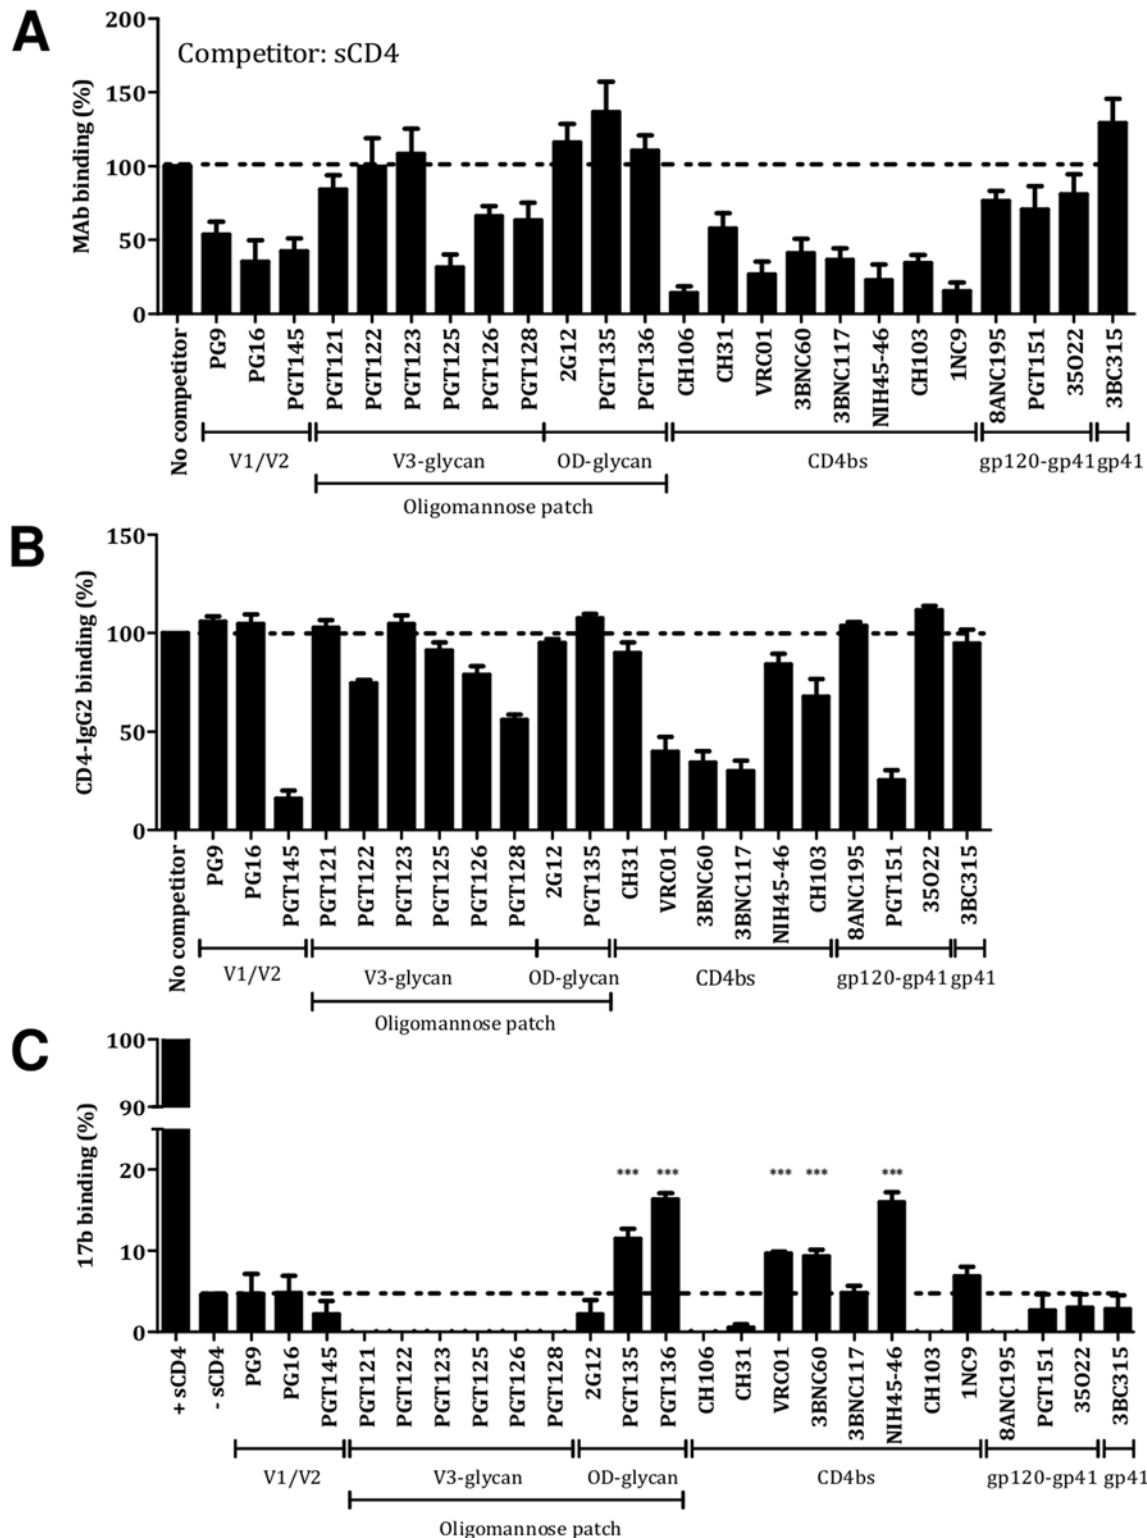 A
200
Competitor: sCD4
150
100
50
0
MAb binding (%)
No competitor
PG9
PG16
PGT145
PGT121
PGT122
PGT123
PGT125
PGT126
PGT128
2G12
PGT135
PGT136
CH106
CH31
VRC01
3BNC60
3BNC117
NIH45-46
CH103
1NC9
8ANC195
PGT151
35O22
3BC315
V1/V2 V3-glycan OD-glycan CD4bs gp120-gp41 gp41
Oligomannose patch
B
150
100
50
0
CD4-IgG2 binding (%)
No competitor
PG9
PG16
PGT145
PGT121
PGT122
PGT123
PGT125
PGT126
PGT128
2G12
PGT135
CH31
VRC01
3BNC60
3BNC117
NIH45-46
CH103
8ANC195
PGT151
35O22
3BC315
V1/V2 V3-glycan OD-glycan CD4bs gp120-gp41 gp41
Oligomannose patch
C
100
90
20
10
0
17b binding (%)
*** *** *** *** ***
+ sCD4
- sCD4
PG9
PG16
PGT145
PGT121
PGT122
PGT123
PGT125
PGT126
PGT128
2G12
PGT135
PGT136
CH106
CH31
VRC01
3BNC60
3BNC117
NIH45-46
CH103
1NC9
8ANC195
PGT151
35O22
3BC315
V1/V2 V3-glycan OD-glycan CD4bs gp120-gp41 gp41
Oligomannose patch